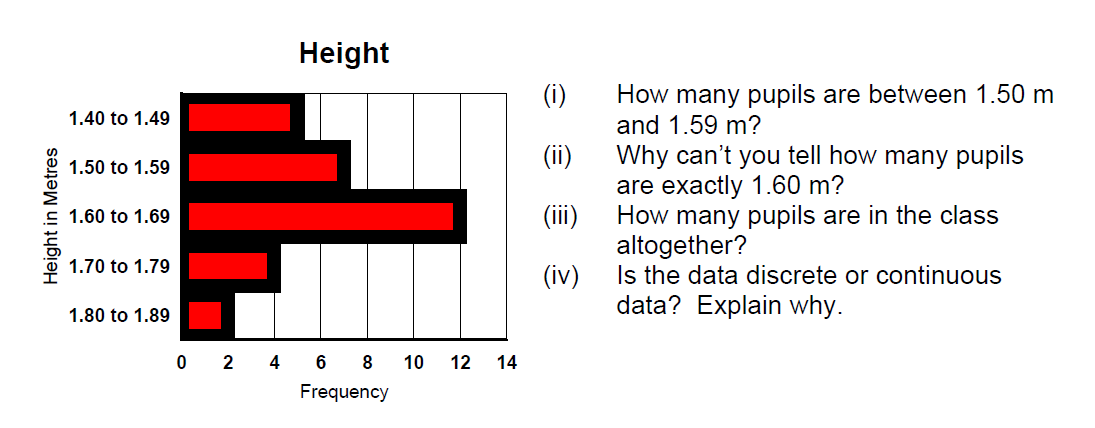 Height
Height in Metres
1.40 to 1.49
1.50 to 1.59
1.60 to 1.69
1.70 to 1.79
1.80 to 1.89
0 2 4 6 8 10 12 14
Frequency
(i) How many pupils are between 1.50 m
and 1.59 m?
(ii) Why can't you tell how many pupils
are exactly 1.60 m?
(iii) How many pupils are in the class
altogether?
(iv) Is the data discrete or continuous
data? Explain why.